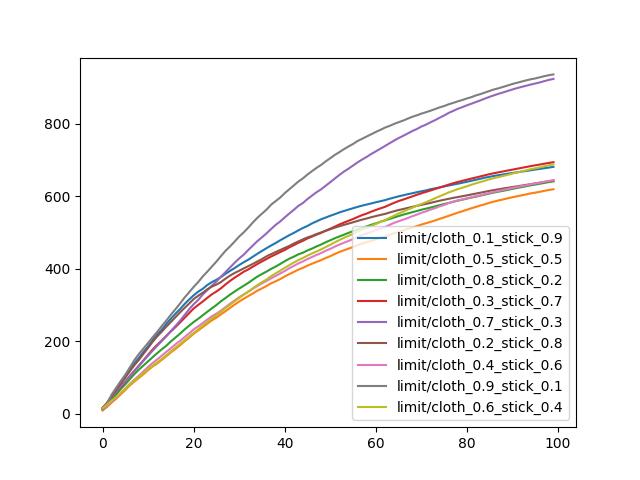 800
600
400
200
0
0 20 40 60 80 100
limit/cloth_0.1_stick_0.9
limit/cloth_0.5_stick_0.5
limit/cloth_0.8_stick_0.2
limit/cloth_0.3_stick_0.7
limit/cloth_0.7_stick_0.3
limit/cloth_0.2_stick_0.8
limit/cloth_0.4_stick_0.6
limit/cloth_0.9_stick_0.1
limit/cloth_0.6_stick_0.4